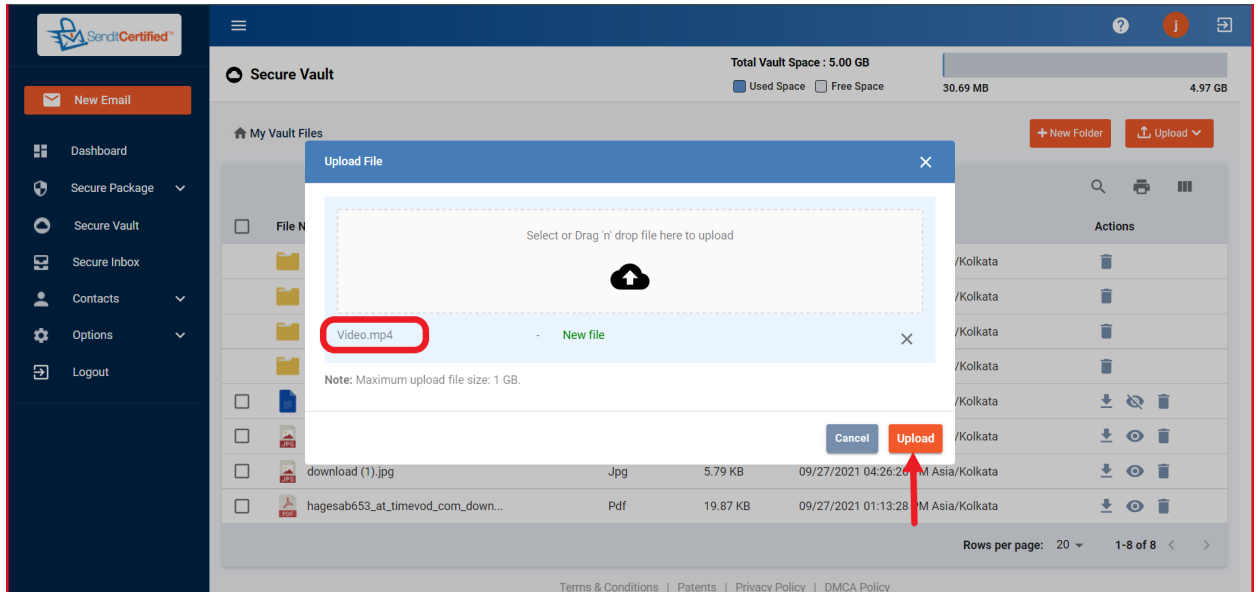 SenditCertified™
j
Secure Vault
Total Vault Space : 5.00 GB
Used Space Free Space
30.69 MB 4.97 GB
New Email
Dashboard
Secure Package
Secure Vault
Secure Inbox
Contacts
Options
Logout
My Vault Files
New Folder Upload
Upload File
File N Actions
Select or Drag 'n' drop file here to upload
Video.mp4 - New file
Note: Maximum upload file size: 1 GB.
Cancel Upload
/Kolkata
/Kolkata
/Kolkata
/Kolkata
/Kolkata
JPG /Kolkata
JPG download (1).jpg Jpg 5.79 KB 09/27/2021 04:26:26 M Asia/Kolkata
PDF hagesab653_at_timevod_com_down... Pdf 19.87 KB 09/27/2021 01:13:28 M Asia/Kolkata
Rows per page: 20 1-8 of 8
Terms & Conditions | Patents | Privacy Policy | DMCA Policy